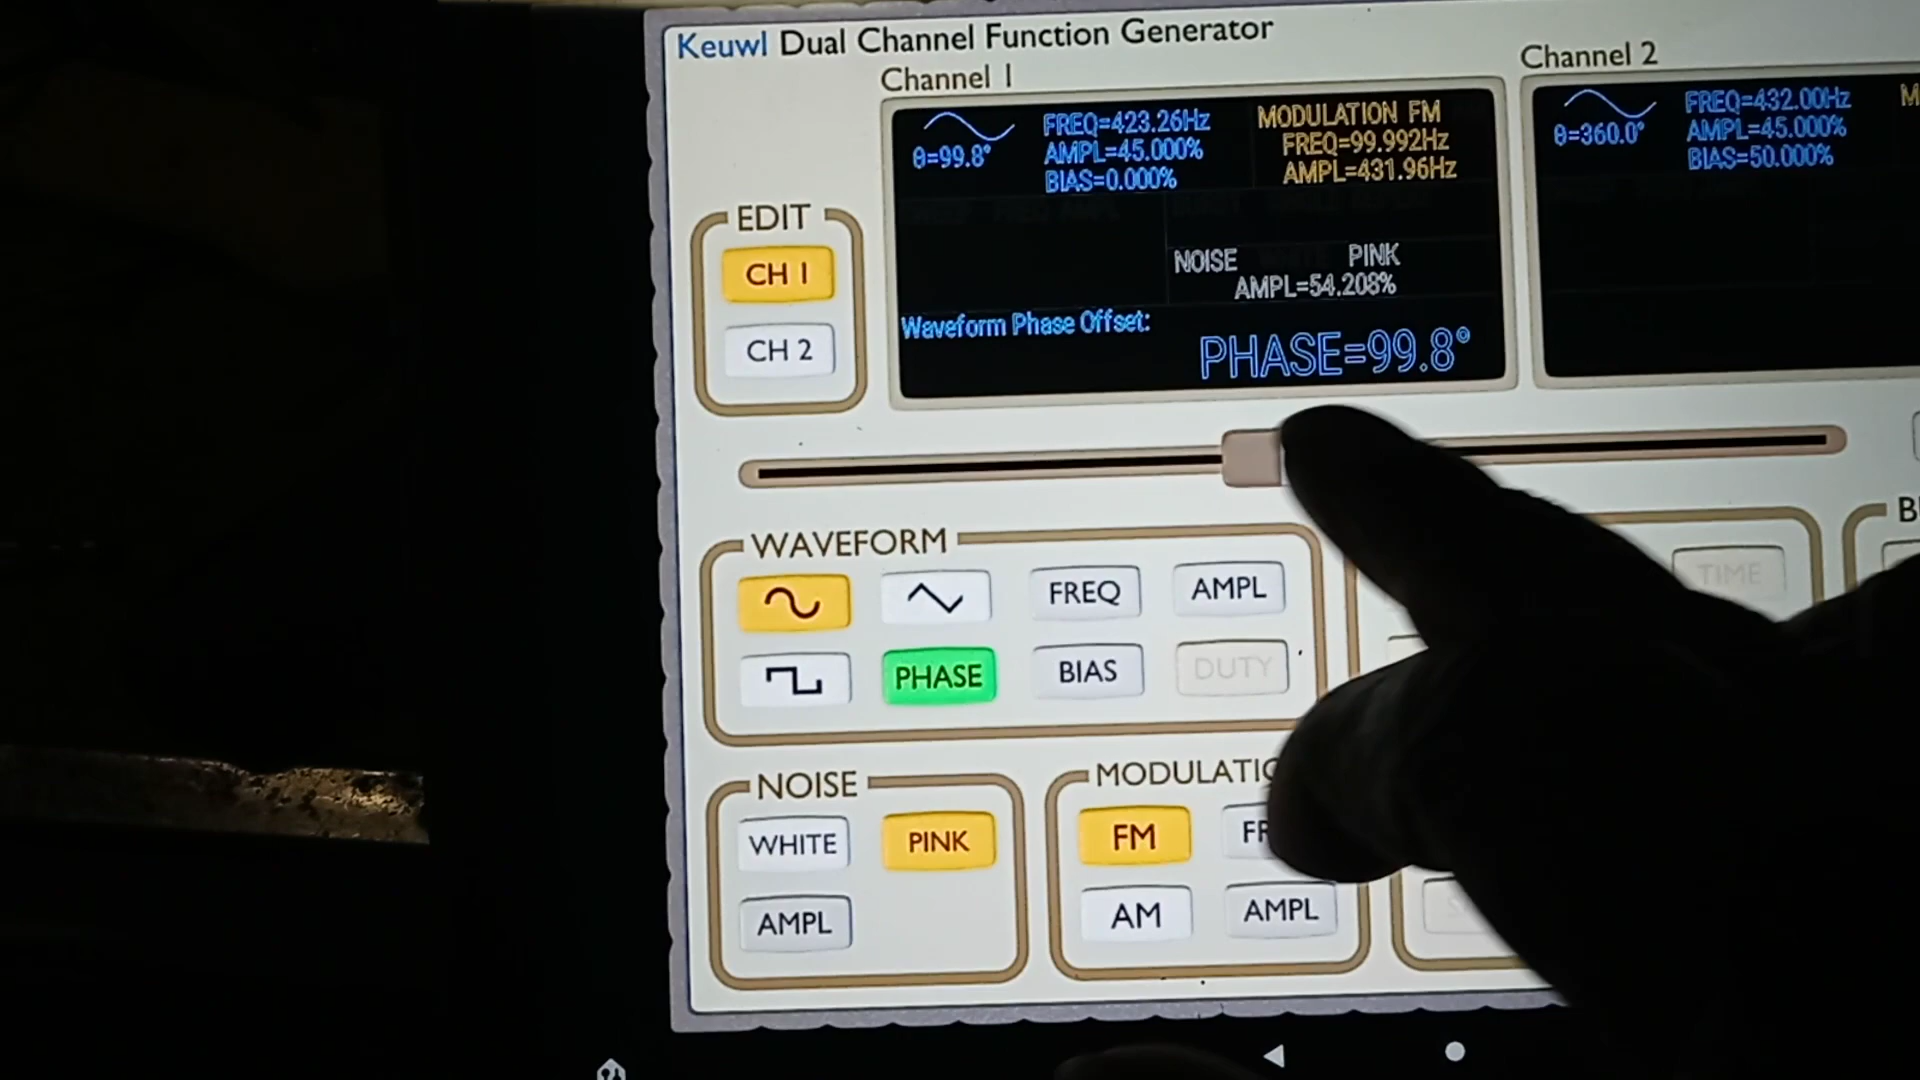 Keuwl Dual Channel Function Generator
Channel 1
Channel 2
θ=99.8°
FREQ=423.26Hz
AMPL=45.000%
BIAS=0.000%
MODULATION FM
FREQ=99.992Hz
AMPL=431.96Hz
NOISE PINK
AMPL=54.208%
Waveform Phase Offset:
PHASE=99.8°
θ=360.0°
FREQ=432.00Hz
AMPL=45.000%
BIAS=50.000%
M
EDIT
CH 1
CH 2
WAVEFORM
FREQ
AMPL
PHASE
BIAS
DUTY
TIME
B
NOISE
WHITE
PINK
AMPL
MODULATIO
FM
FR
AM
AMPL